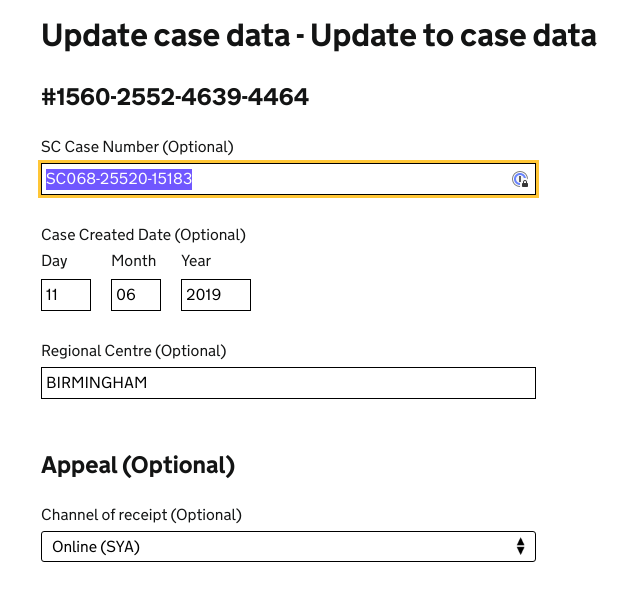 Update case data - Update to case data
#1560-2552-4639-4464
SC Case Number (Optional)
SC068-25520-15183
Case Created Date (Optional)
Day Month Year
11 06 2019
Regional Centre (Optional)
BIRMINGHAM
Appeal (Optional)
Channel of receipt (Optional)
Online (SYA)